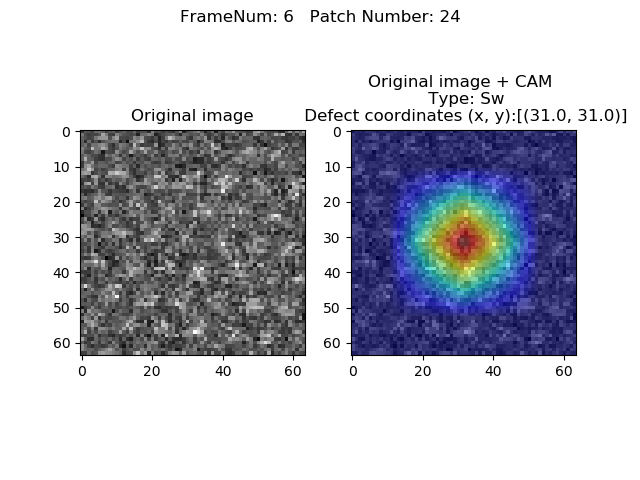 FrameNum: 6   Patch Number: 24
Original image
0
10
20
30
40
50
60
0 20 40 60
Original image + CAM
Type: Sw
Defect coordinates (x, y):[(31.0, 31.0)]
0
10
20
30
40
50
60
0 20 40 60